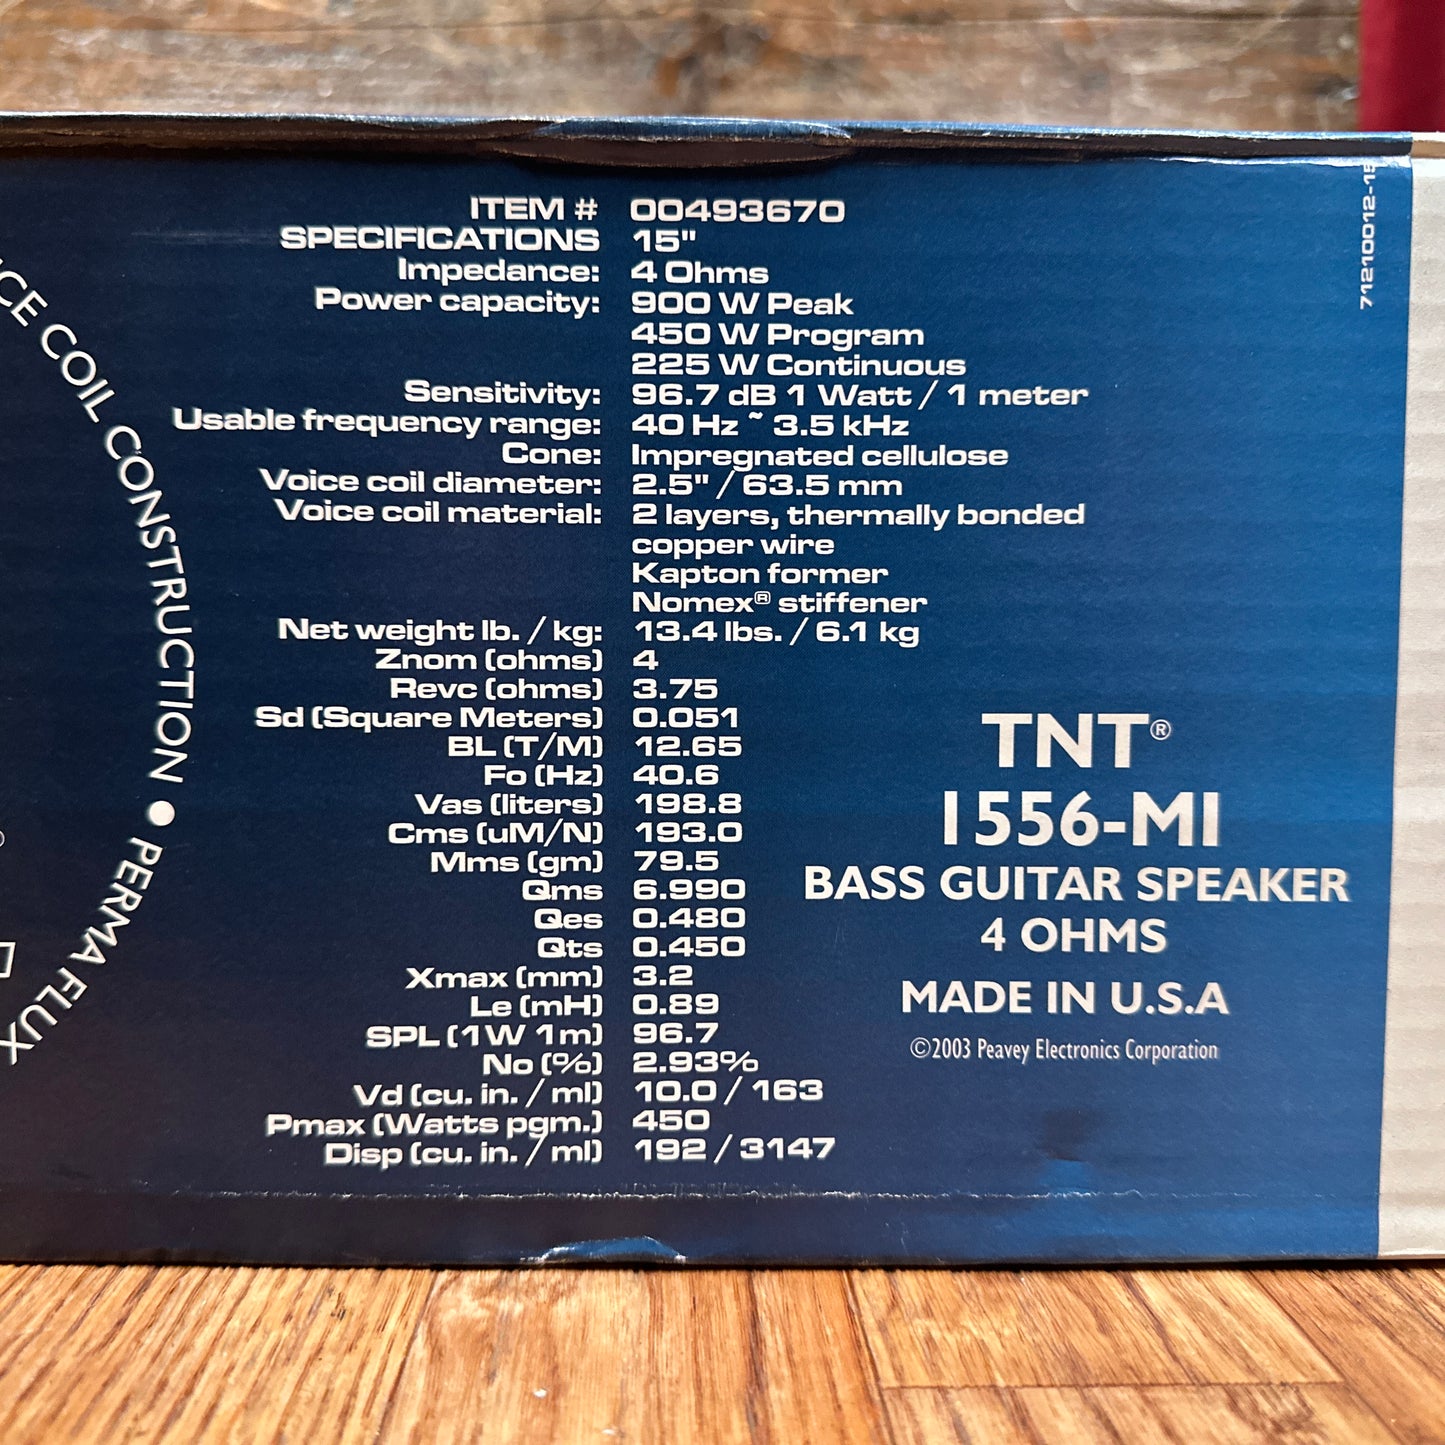 ITEM # 00493670
SPECIFICATIONS 15"
Impedance: 4 Ohms
Power capacity: 900 W Peak
450 W Program
225 W Continuous
Sensitivity: 96.7 dB 1 Watt / 1 meter
Usable frequency range: 40 Hz ~ 3.5 kHz
Cone: Impregnated cellulose
Voice coil diameter: 2.5" / 63.5 mm
Voice coil material: 2 layers, thermally bonded
copper wire
Kapton former
Nomex® stiffener
Net weight lb. / kg: 13.4 lbs. / 6.1 kg
Znom (ohms) 4
Revc (ohms) 3.75
Sd (Square Meters) 0.051
BL (T/M) 12.65
Fo (Hz) 40.6
Vas (liters) 198.8
Cms (uM/N) 193.0
Mms (gm) 79.5
Qms 6.990
Qes 0.480
Qts 0.450
Xmax (mm) 3.2
Le (mH) 0.89
SPL (1W 1m) 96.7
No (%) 2.93%
Vd (cu. in. / ml) 10.0 / 163
Pmax (Watts pgm.) 450
Disp (cu. in. / ml) 192 / 3147
TNT®
1556-MI
BASS GUITAR SPEAKER
4 OHMS
MADE IN U.S.A
©2003 Peavey Electronics Corporation
COIL CONSTRUCTION • PERMA FLUX
71210012-15